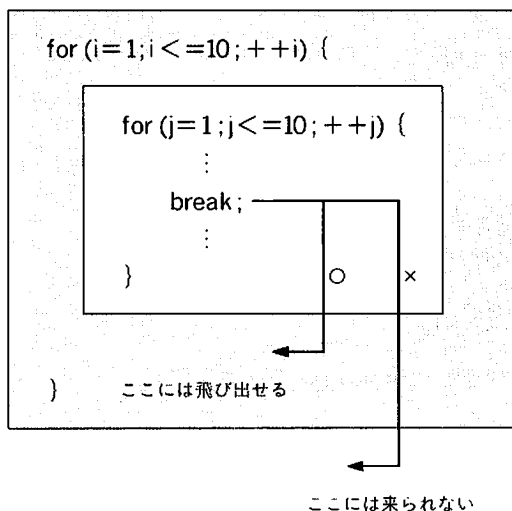 for (i=1;i<=10;++i) {
for (j=1;j<=10;++j) {
⋮
break;
⋮
} ○ ×
} ここには飛び出せる
ここには来られない